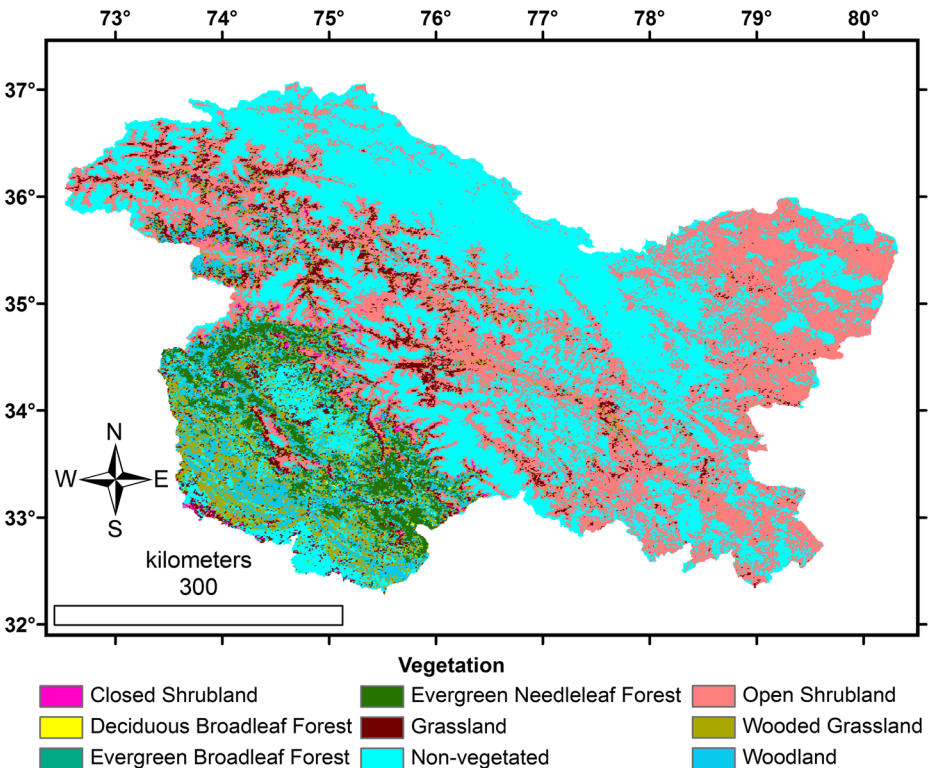 73° 74° 75° 76° 77° 78° 79° 80°
37°
36°
35°
34°
33°
32°
N
W E
S
kilometers
300
Vegetation
Closed Shrubland
Deciduous Broadleaf Forest
Evergreen Broadleaf Forest
Evergreen Needleleaf Forest
Grassland
Non-vegetated
Open Shrubland
Wooded Grassland
Woodland